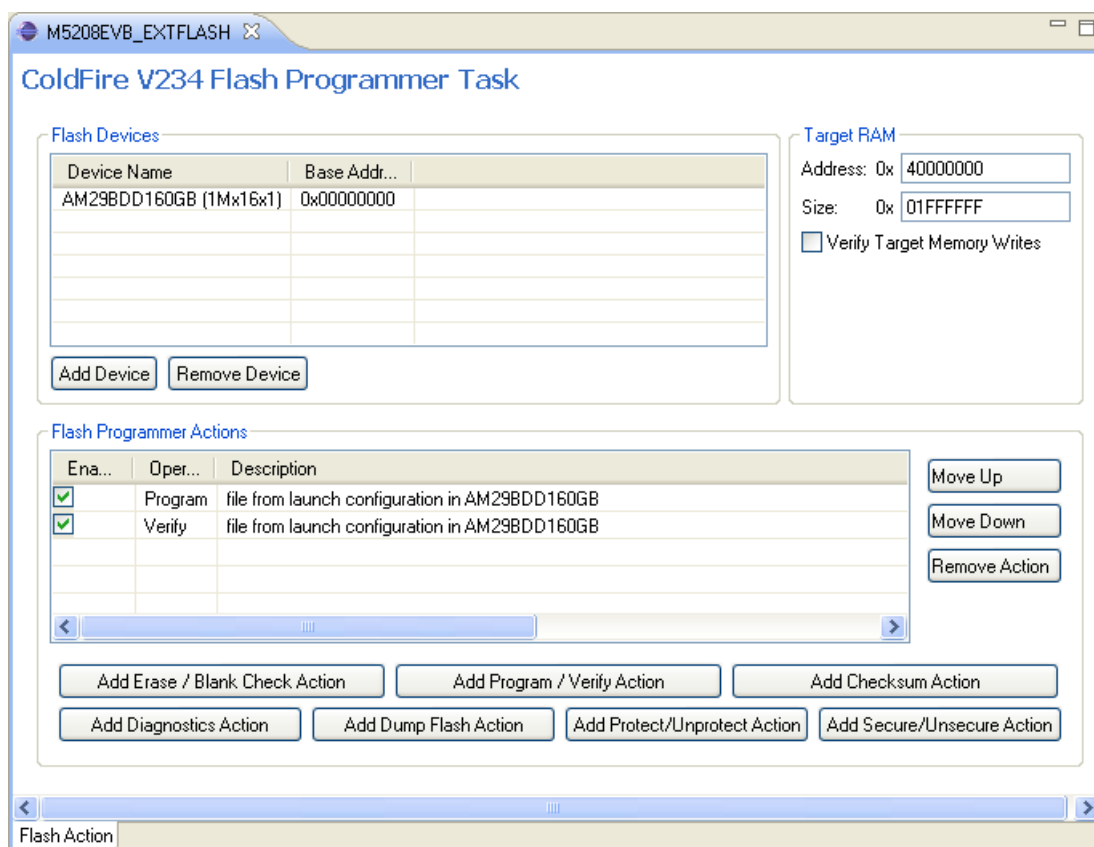 M5208EVB_EXTFLASH
ColdFire V234 Flash Programmer Task
Flash Devices
Device Name Base Addr...
AM29BDD160GB (1Mx16x1) 0x00000000
Add Device Remove Device
Target RAM
Address: 0x 40000000
Size: 0x 01FFFFFF
Verify Target Memory Writes
Flash Programmer Actions
Ena... Oper... Description
Program file from launch configuration in AM29BDD160GB
Verify file from launch configuration in AM29BDD160GB
Move Up
Move Down
Remove Action
Add Erase / Blank Check Action Add Program / Verify Action Add Checksum Action
Add Diagnostics Action Add Dump Flash Action Add Protect/Unprotect Action Add Secure/Unsecure Action
Flash Action